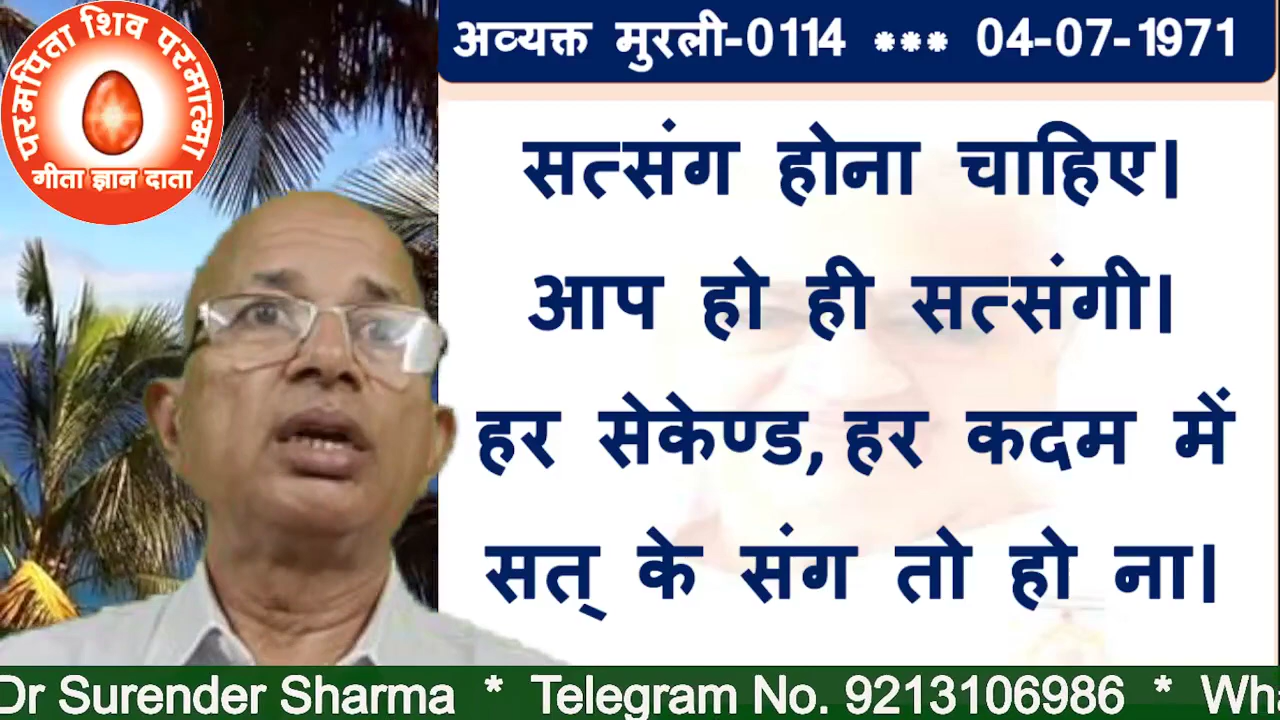 परमपिता शिव परमात्मा
गीता ज्ञान दाता
अव्यक्त मुरली-0114 *** 04-07-1971
सत्संग होना चाहिए।
आप हो ही सत्संगी।
हर सेकेण्ड, हर कदम में
सत् के संग तो हो ना।
Dr Surender Sharma * Telegram No. 9213106986 *